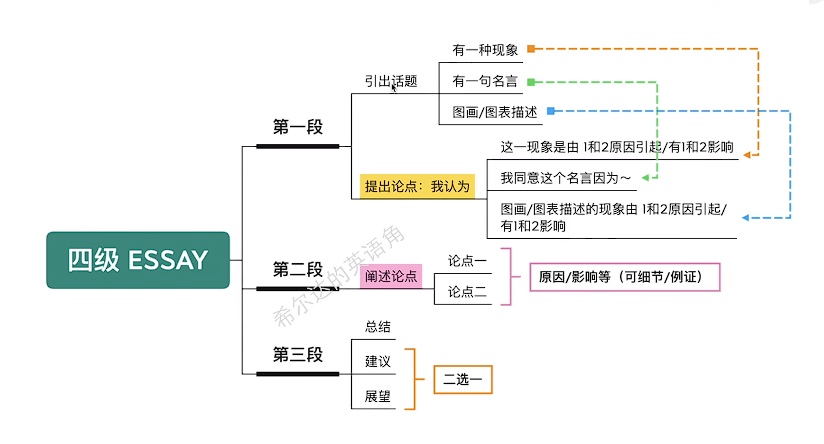 有一种现象
引出话题
有一句名言
图画/图表描述
第一段
这一现象是由 1和2原因引起/有1和2影响
提出论点：我认为
我同意这个名言因为～
图画/图表描述的现象由 1和2原因引起/
有1和2影响
四级 ESSAY
第二段
阐述论点
论点一
论点二
原因/影响等（可细节/例证）
希尔达的英语角
第三段
总结
建议
展望
二选一